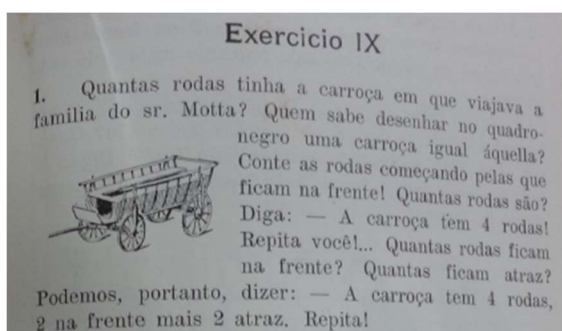 Exercicio IX
1. Quantas rodas tinha a carroça em que viajava a
familia do sr. Motta? Quem sabe desenhar no quadro-
negro uma carroça igual áquella?
Conte as rodas começando pelas que
ficam na frente! Quantas rodas são?
Diga: — A carroça tem 4 rodas!
Repita você!... Quantas rodas ficam
na frente? Quantas ficam atraz?
Podemos, portanto, dizer: — A carroça tem 4 rodas,
2 na frente mais 2 atraz. Repita!